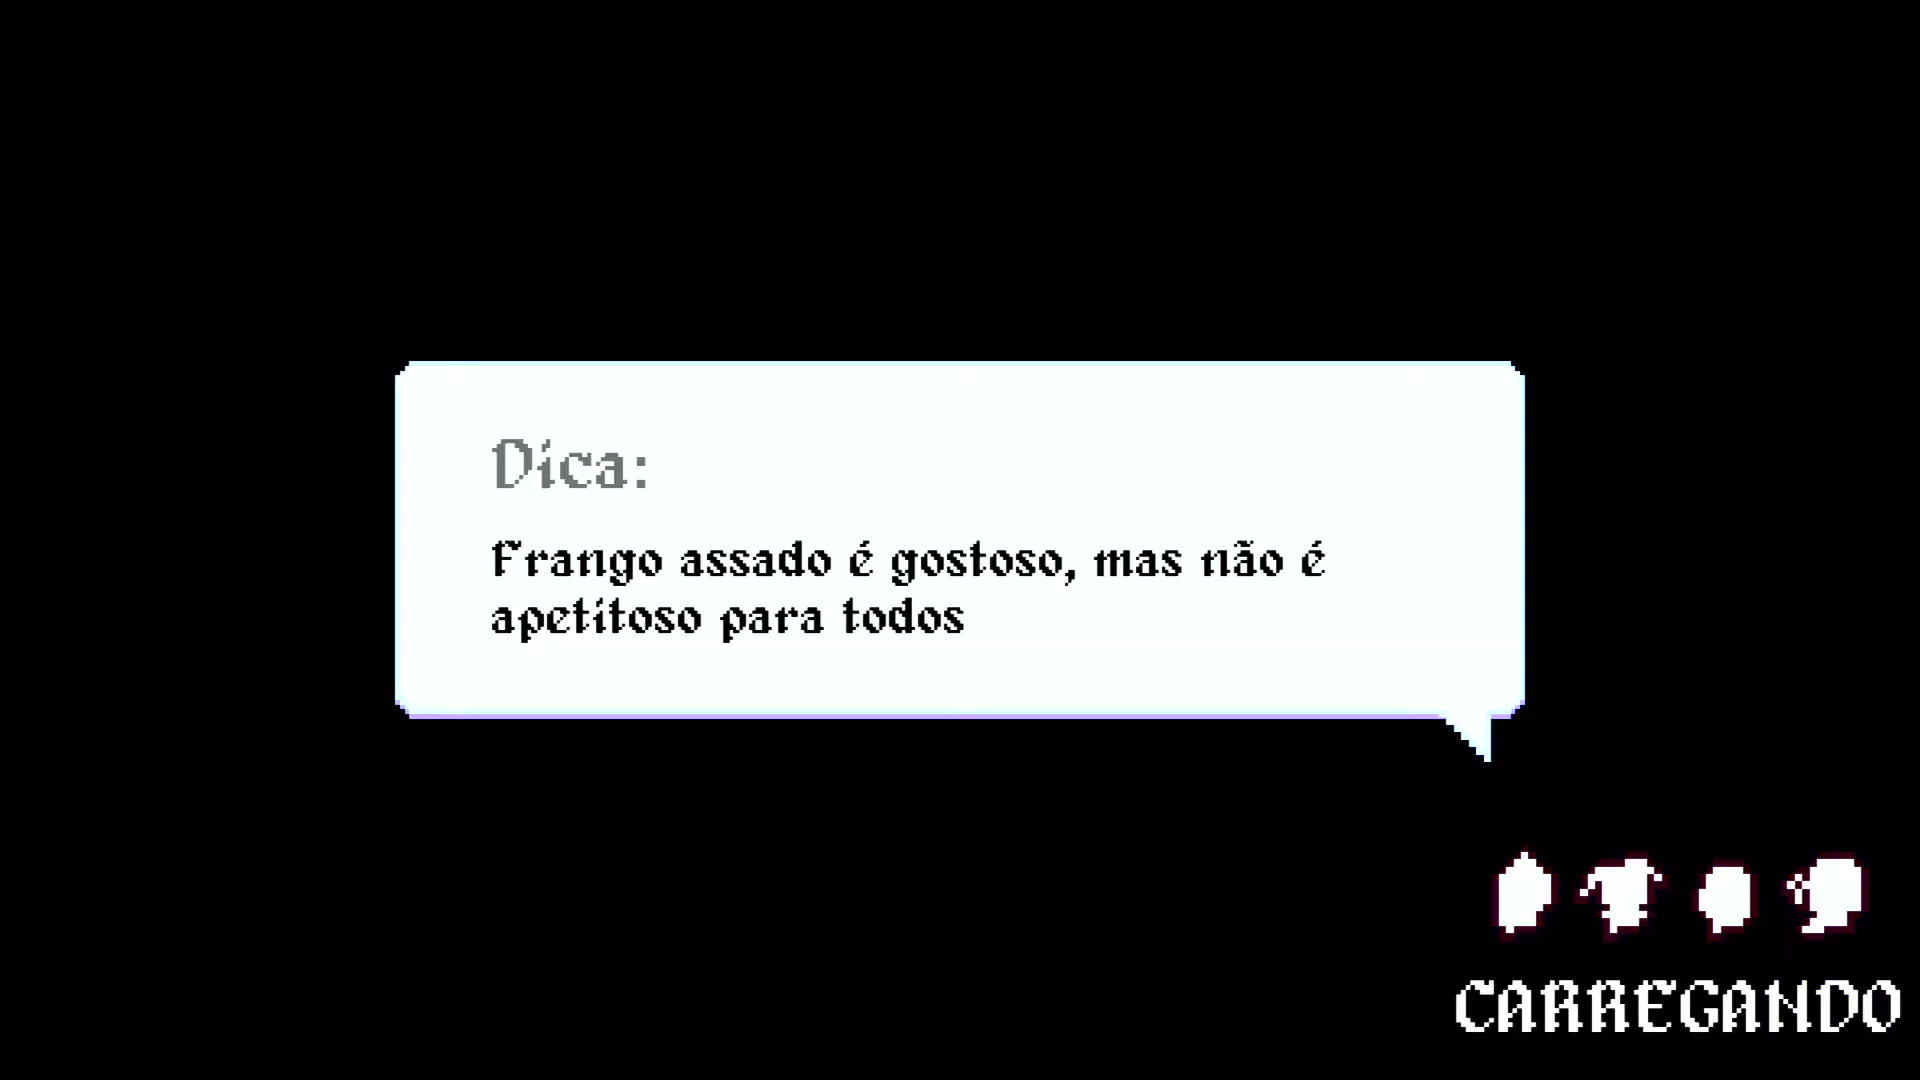 Dica:
Frango assado é gostoso, mas não é
apetitoso para todos
CARREGANDO